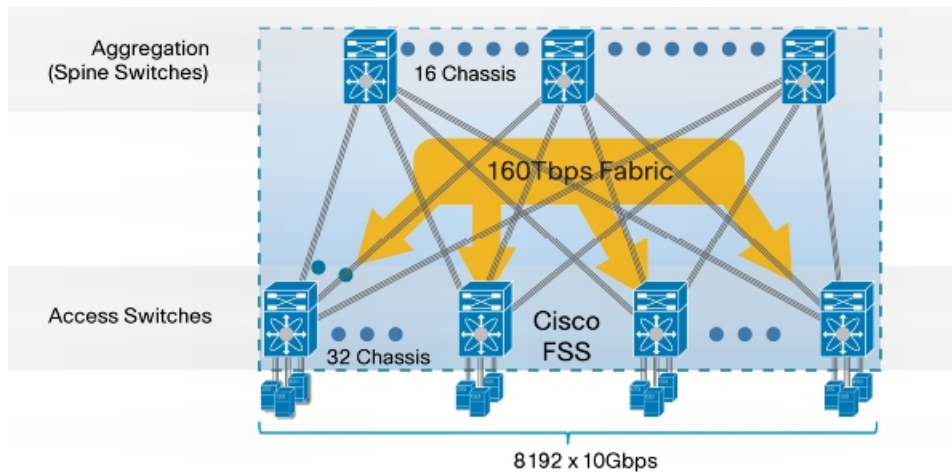 Aggregation
(Spine Switches)
16 Chassis
160Tbps Fabric
Access Switches
32 Chassis
Cisco
FSS
8192 x 10Gbps